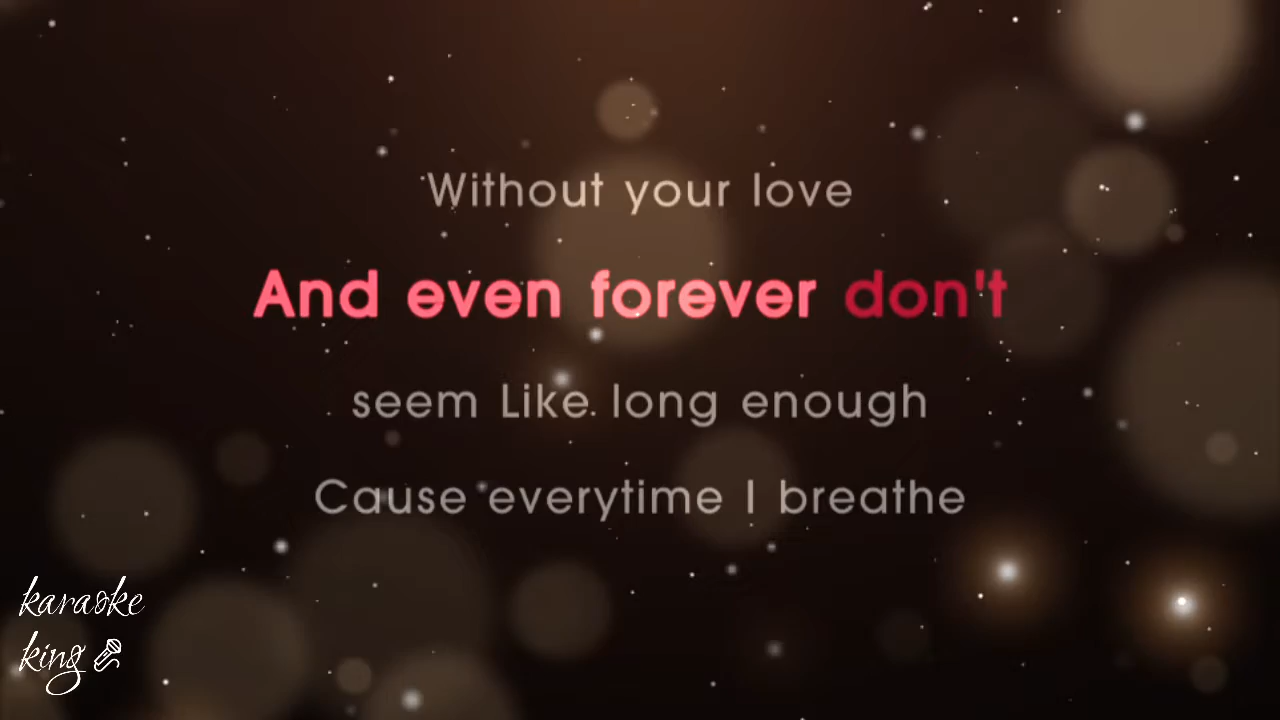 Without your love
And even forever don't
seem Like long enough
Cause everytime I breathe
karaoke
king